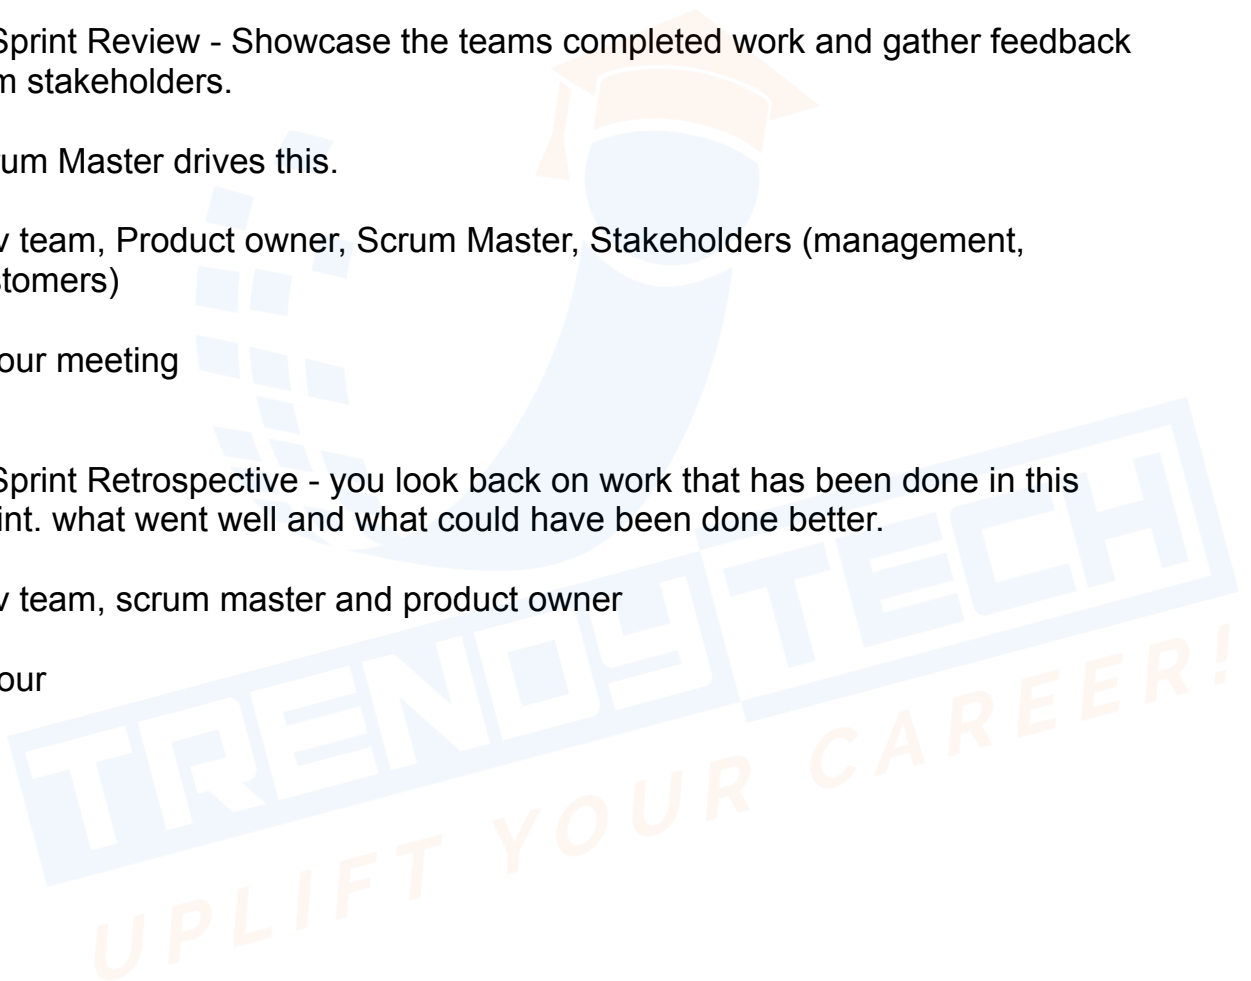 Sprint Review - Showcase the teams completed work and gather feedback
m stakeholders.
rum Master drives this.
v team, Product owner, Scrum Master, Stakeholders (management,
stomers)
our meeting
Sprint Retrospective - you look back on work that has been done in this
int. what went well and what could have been done better.
v team, scrum master and product owner
our
TRENDYTECH
UPLIFT YOUR CAREER!